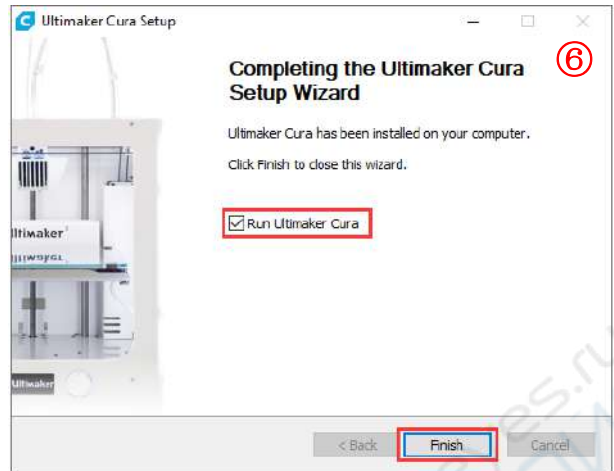 Ultimaker Cura Setup
⑥
Completing the Ultimaker Cura
Setup Wizard
Ultimaker Cura has been installed on your computer.
Click Finish to close this wizard.
Run Ultimaker Cura
ltimaker
Ultimaker
< Back
Finish
Cancel